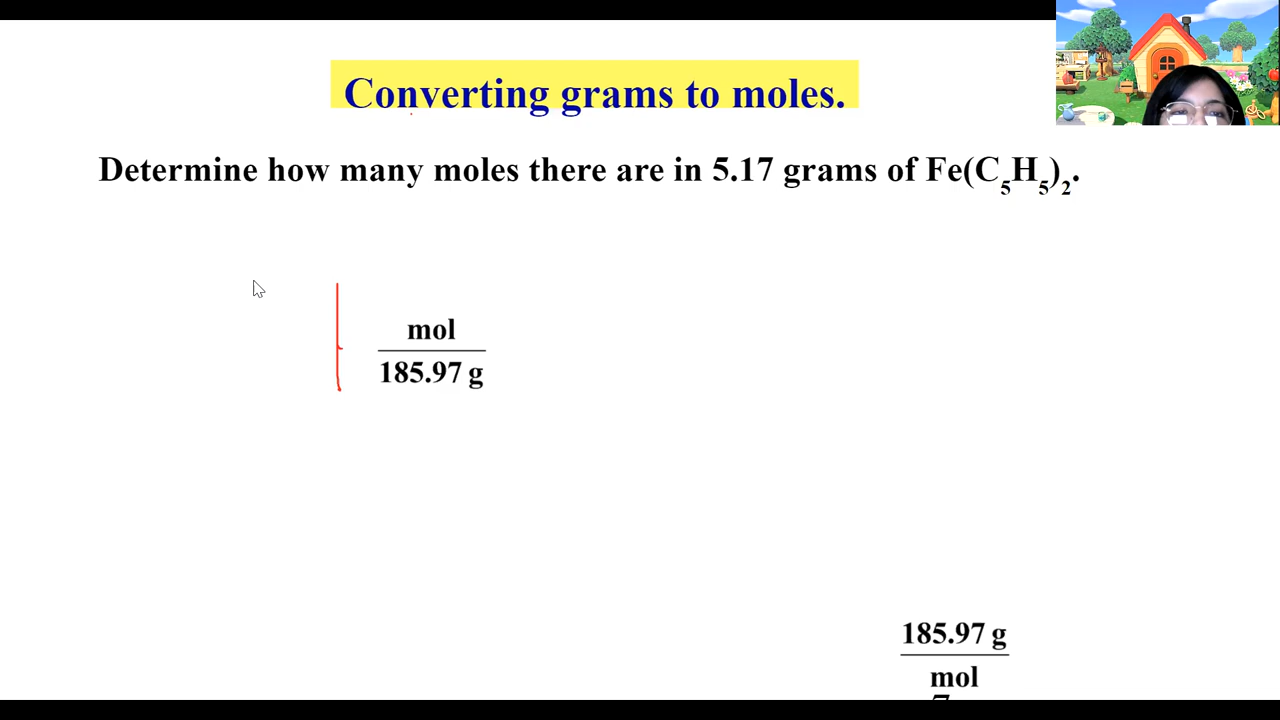 Converting grams to moles.
Determine how many moles there are in 5.17 grams of Fe(C₅H₅)₂.
mol
185.97 g
185.97 g
mol